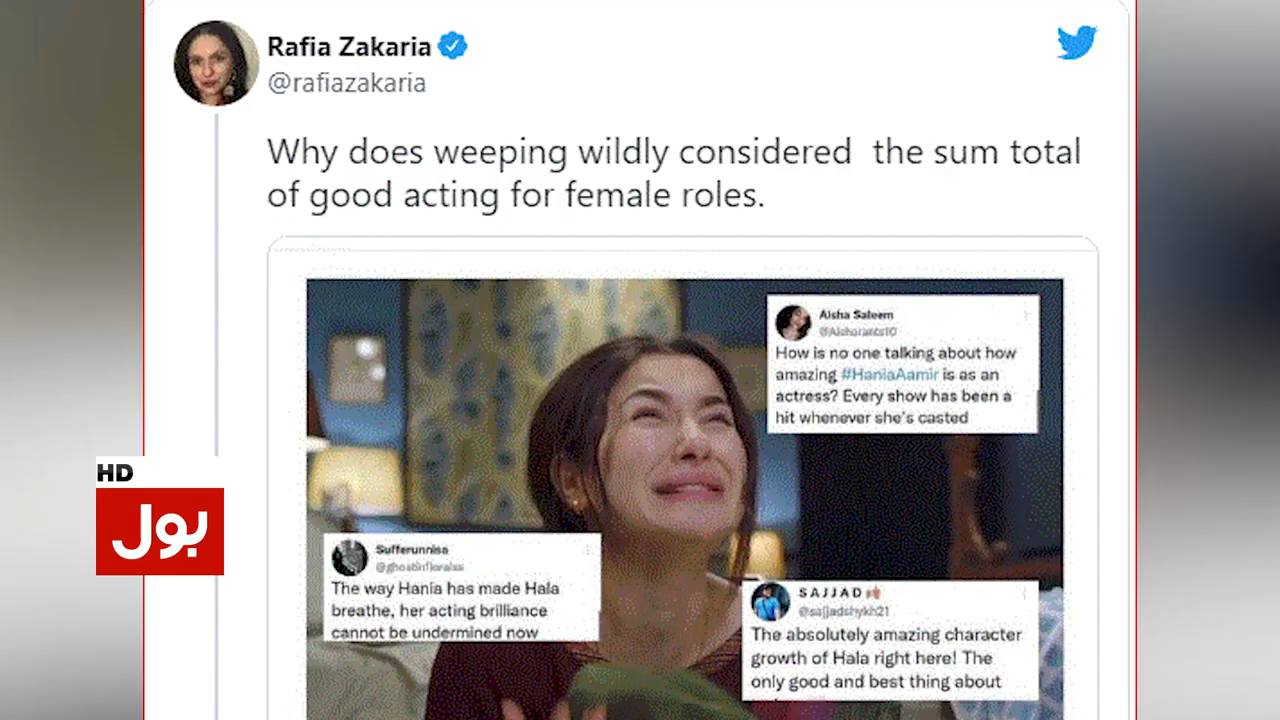 Rafia Zakaria
@rafiazakaria
Why does weeping wildly considered the sum total
of good acting for female roles.
Aisha Saleem
@Aishorants10
How is no one talking about how
amazing #HaniaAamir is as an
actress? Every show has been a
hit whenever she's casted
HD
بول
Sufferunnisa
The way Hania has made Hala
breathe, her acting brilliance
cannot be undermined now
SAJJAD
@sajjadshykh21
The absolutely amazing character
growth of Hala right here! The
only good and best thing about